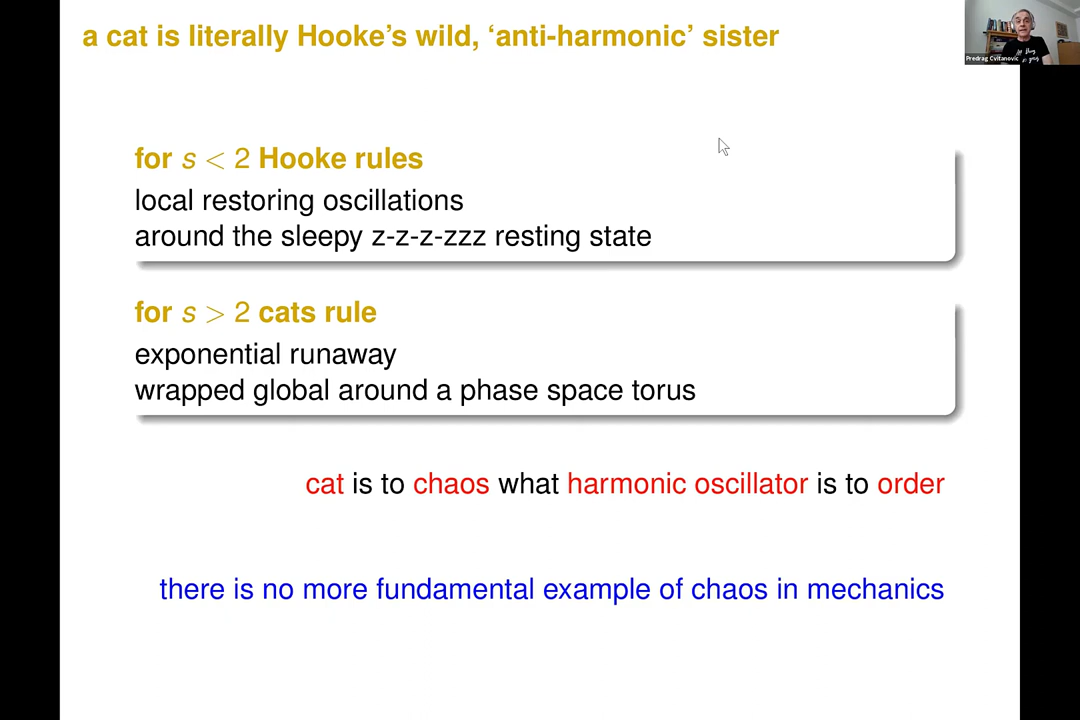 a cat is literally Hooke's wild, ‘anti-harmonic’ sister
Predrag Cvitanovic
for s < 2 Hooke rules
local restoring oscillations
around the sleepy z-z-z-zzz resting state
for s > 2 cats rule
exponential runaway
wrapped global around a phase space torus
cat is to chaos what harmonic oscillator is to order
there is no more fundamental example of chaos in mechanics